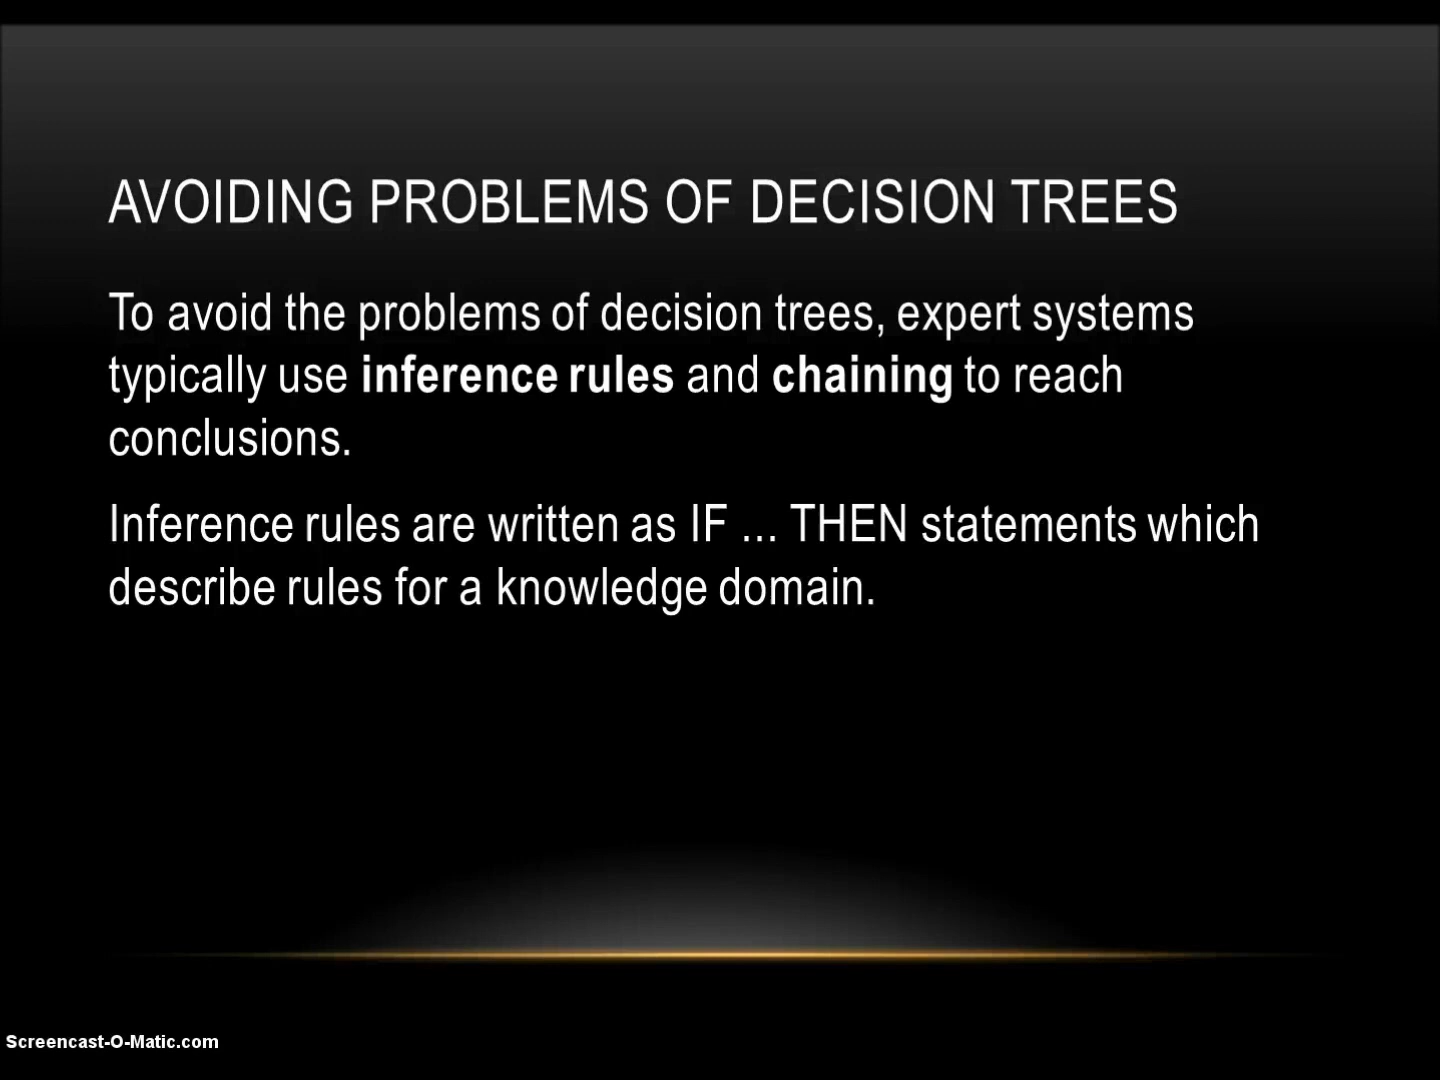 AVOIDING PROBLEMS OF DECISION TREES
To avoid the problems of decision trees, expert systems
typically use inference rules and chaining to reach
conclusions.
Inference rules are written as IF ... THEN statements which
describe rules for a knowledge domain.
Screencast-O-Matic.com